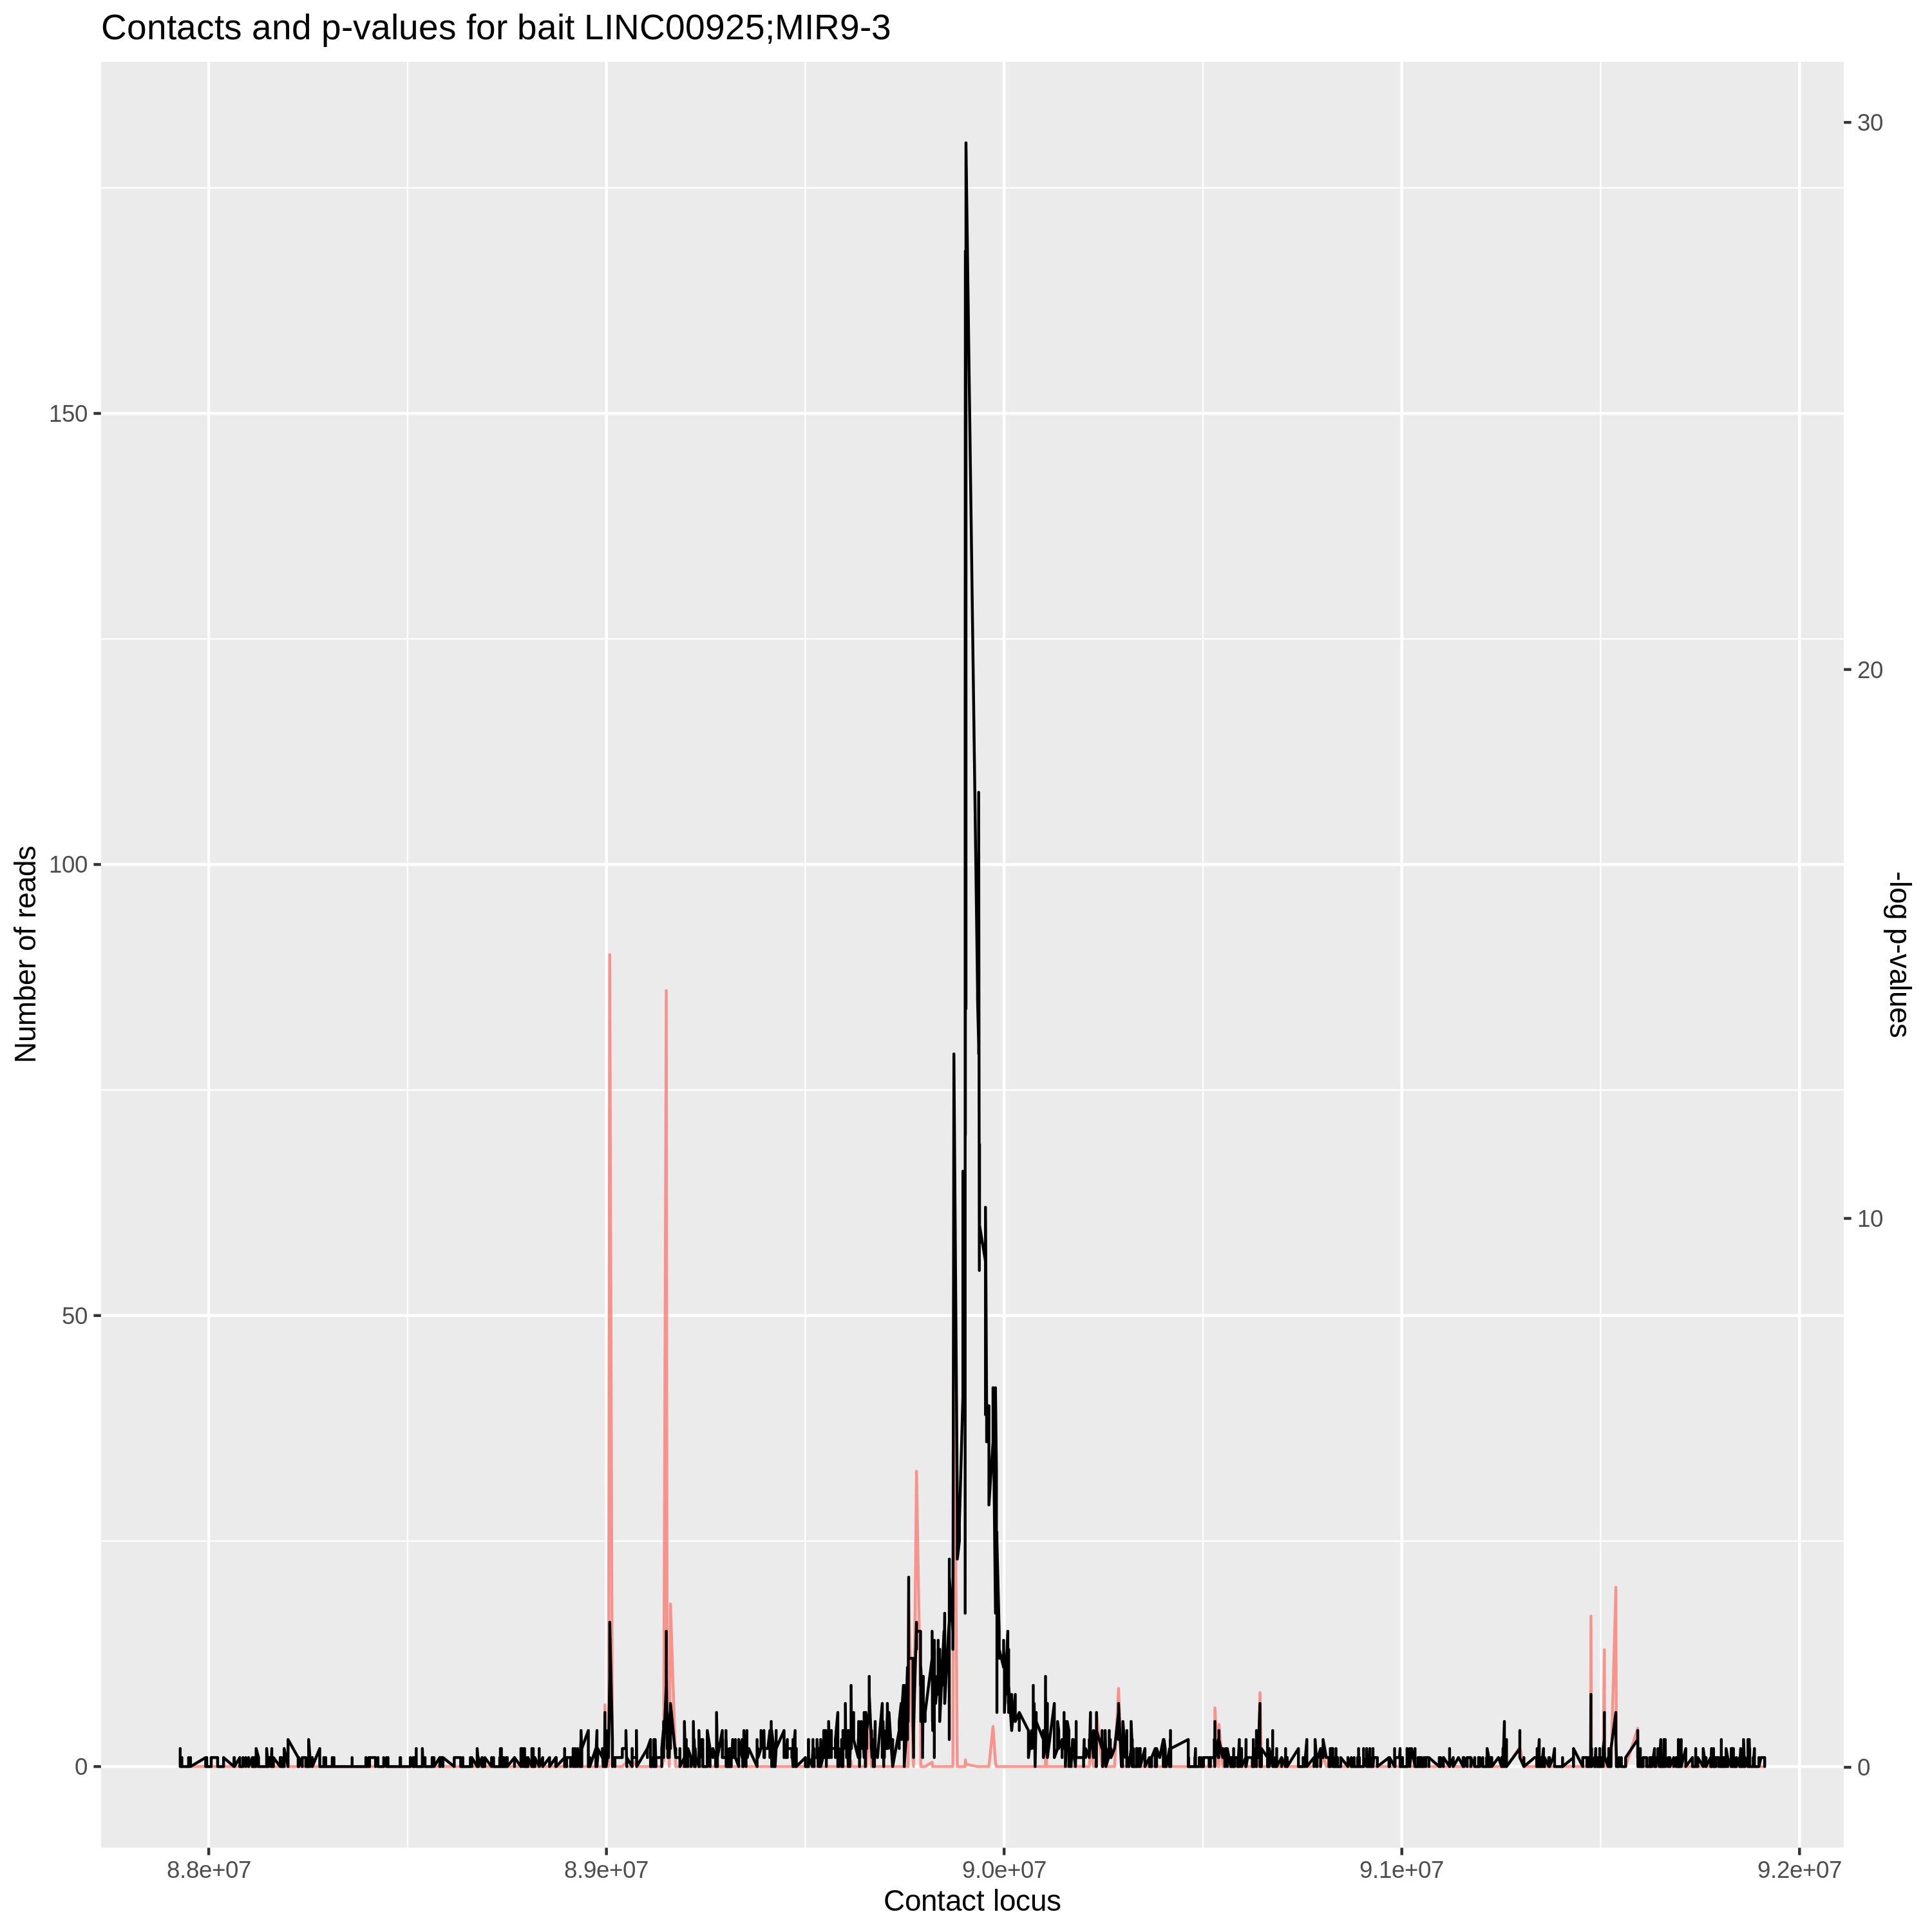 Contacts and p-values for bait LINC00925;MIR9-3
30
150
20
100
Number of reads
-log p-values
10
50
0
0
8.8e+07 8.9e+07 9.0e+07 9.1e+07 9.2e+07
Contact locus